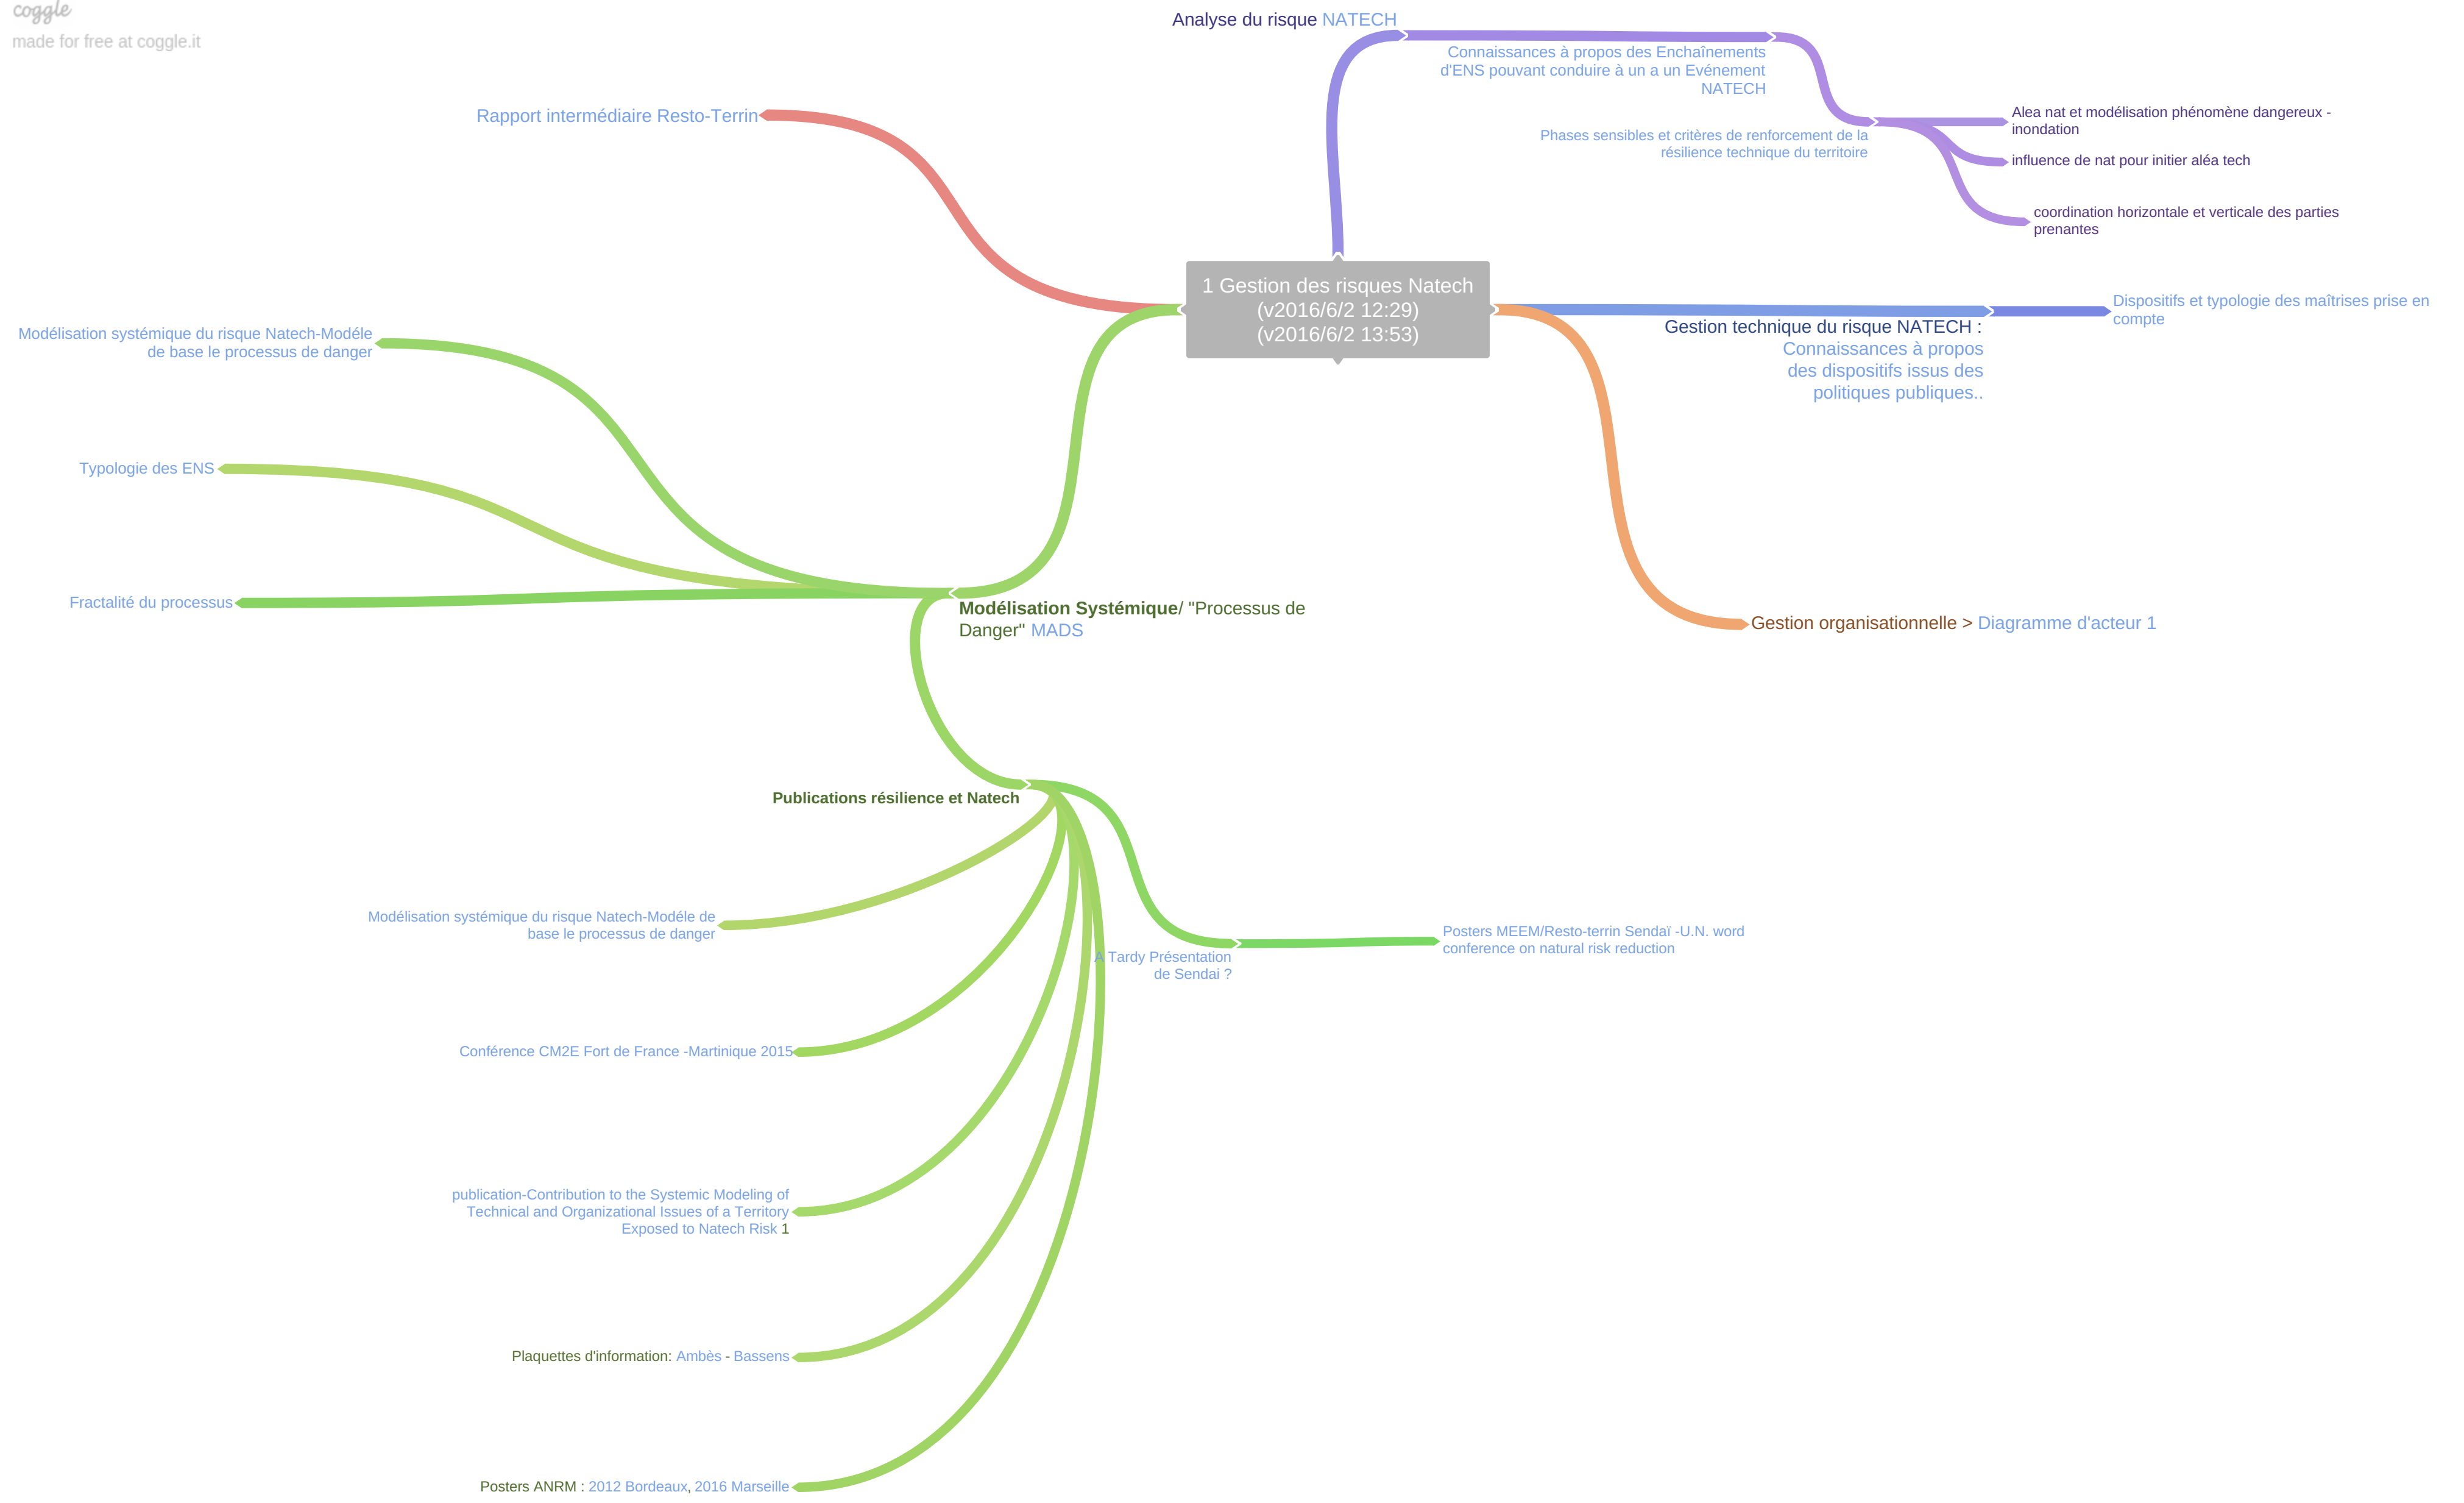 coggle
made for free at coggle.it
Analyse du risque NATECH
Connaissances à propos des Enchaînements
d'ENS pouvant conduire à un a un Evénement
NATECH
Phases sensibles et critères de renforcement de la
résilience technique du territoire
Alea nat et modélisation phénomène dangereux -
inondation
influence de nat pour initier aléa tech
coordination horizontale et verticale des parties
prenantes
Rapport intermédiaire Resto-Terrin
1 Gestion des risques Natech
(v2016/6/2 12:29)
(v2016/6/2 13:53)
Gestion technique du risque NATECH :
Connaissances à propos
des dispositifs issus des
politiques publiques..
Dispositifs et typologie des maîtrises prise en
compte
Modélisation systémique du risque Natech-Modéle
de base le processus de danger
Typologie des ENS
Fractalité du processus
Modélisation Systémique/ "Processus de
Danger" MADS
Gestion organisationnelle > Diagramme d'acteur 1
Publications résilience et Natech
Modélisation systémique du risque Natech-Modéle de
base le processus de danger
A Tardy Présentation
de Sendai ?
Posters MEEM/Resto-terrin Sendaï -U.N. word
conference on natural risk reduction
Conférence CM2E Fort de France -Martinique 2015
publication-Contribution to the Systemic Modeling of
Technical and Organizational Issues of a Territory
Exposed to Natech Risk 1
Plaquettes d'information: Ambès - Bassens
Posters ANRM : 2012 Bordeaux, 2016 Marseille